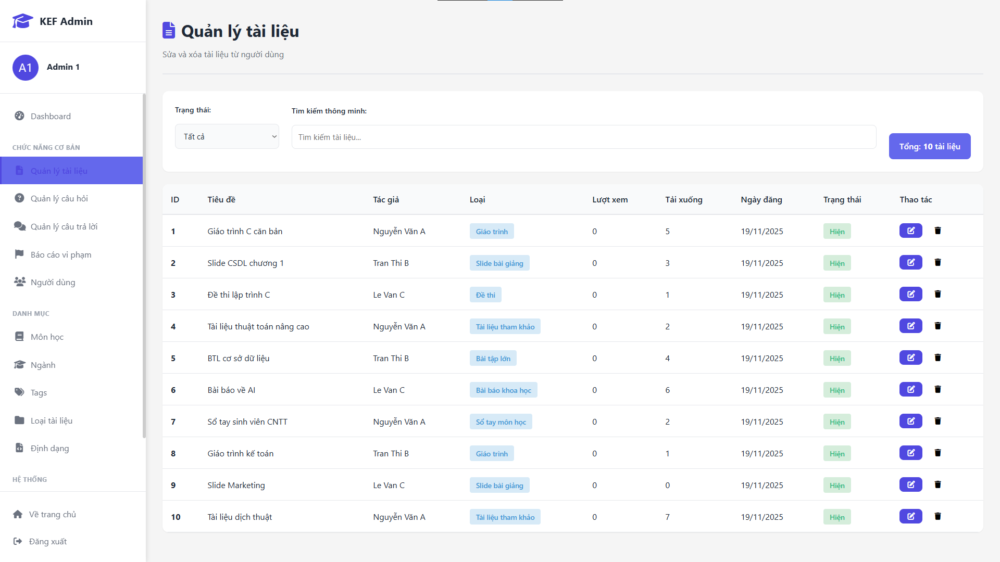 KEF Admin
A1
Admin 1
Dashboard
CHỨC NĂNG CƠ BẢN
Quản lý tài liệu
Quản lý câu hỏi
Quản lý câu trả lời
Báo cáo vi phạm
Người dùng
DANH MỤC
Môn học
Ngành
Tags
Loại tài liệu
Định dạng
HỆ THỐNG
Về trang chủ
Đăng xuất
Quản lý tài liệu
Sửa và xóa tài liệu từ người dùng
Trạng thái: Tìm kiếm thông minh:
Tất cả Tìm kiếm tài liệu...
Tổng: 10 tài liệu
ID Tiêu đề Tác giả Loại Lượt xem Tải xuống Ngày đăng Trạng thái Thao tác
1 Giáo trình C căn bản Nguyễn Văn A Giáo trình 0 5 19/11/2025 Hiện
2 Slide CSDL chương 1 Tran Thi B Slide bài giảng 0 3 19/11/2025 Hiện
3 Đề thi lập trình C Le Van C Đề thi 0 1 19/11/2025 Hiện
4 Tài liệu thuật toán nâng cao Nguyễn Văn A Tài liệu tham khảo 0 2 19/11/2025 Hiện
5 BTL cơ sở dữ liệu Tran Thi B Bài tập lớn 0 4 19/11/2025 Hiện
6 Bài báo về AI Le Van C Bài báo khoa học 0 6 19/11/2025 Hiện
7 Sổ tay sinh viên CNTT Nguyễn Văn A Sổ tay môn học 0 2 19/11/2025 Hiện
8 Giáo trình kế toán Tran Thi B Giáo trình 0 1 19/11/2025 Hiện
9 Slide Marketing Le Van C Slide bài giảng 0 0 19/11/2025 Hiện
10 Tài liệu dịch thuật Nguyễn Văn A Tài liệu tham khảo 0 7 19/11/2025 Hiện